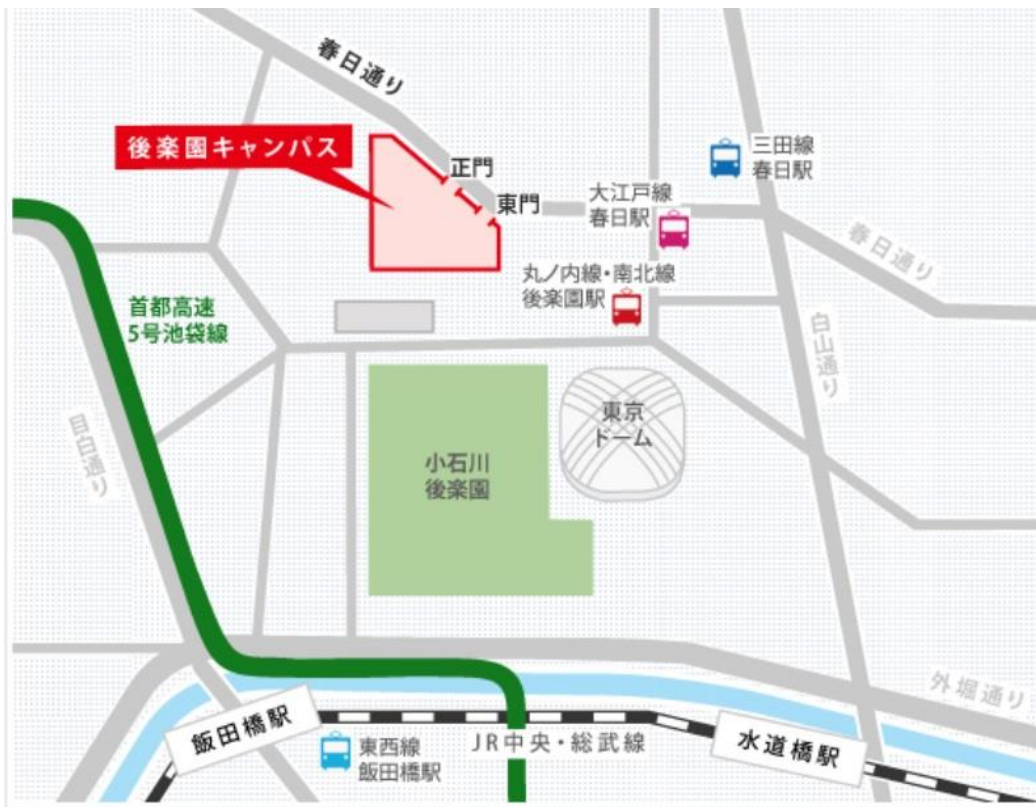 春日通り
後楽園キャンパス
正門
東門
三田線
春日駅
大江戸線
春日駅
春日通り
丸ノ内線・南北線
後楽園駅
首都高速
5号池袋線
白山通り
目白通り
東京
ドーム
小石川
後楽園
外堀通り
飯田橋駅
東西線
飯田橋駅
JR中央・総武線
水道橋駅